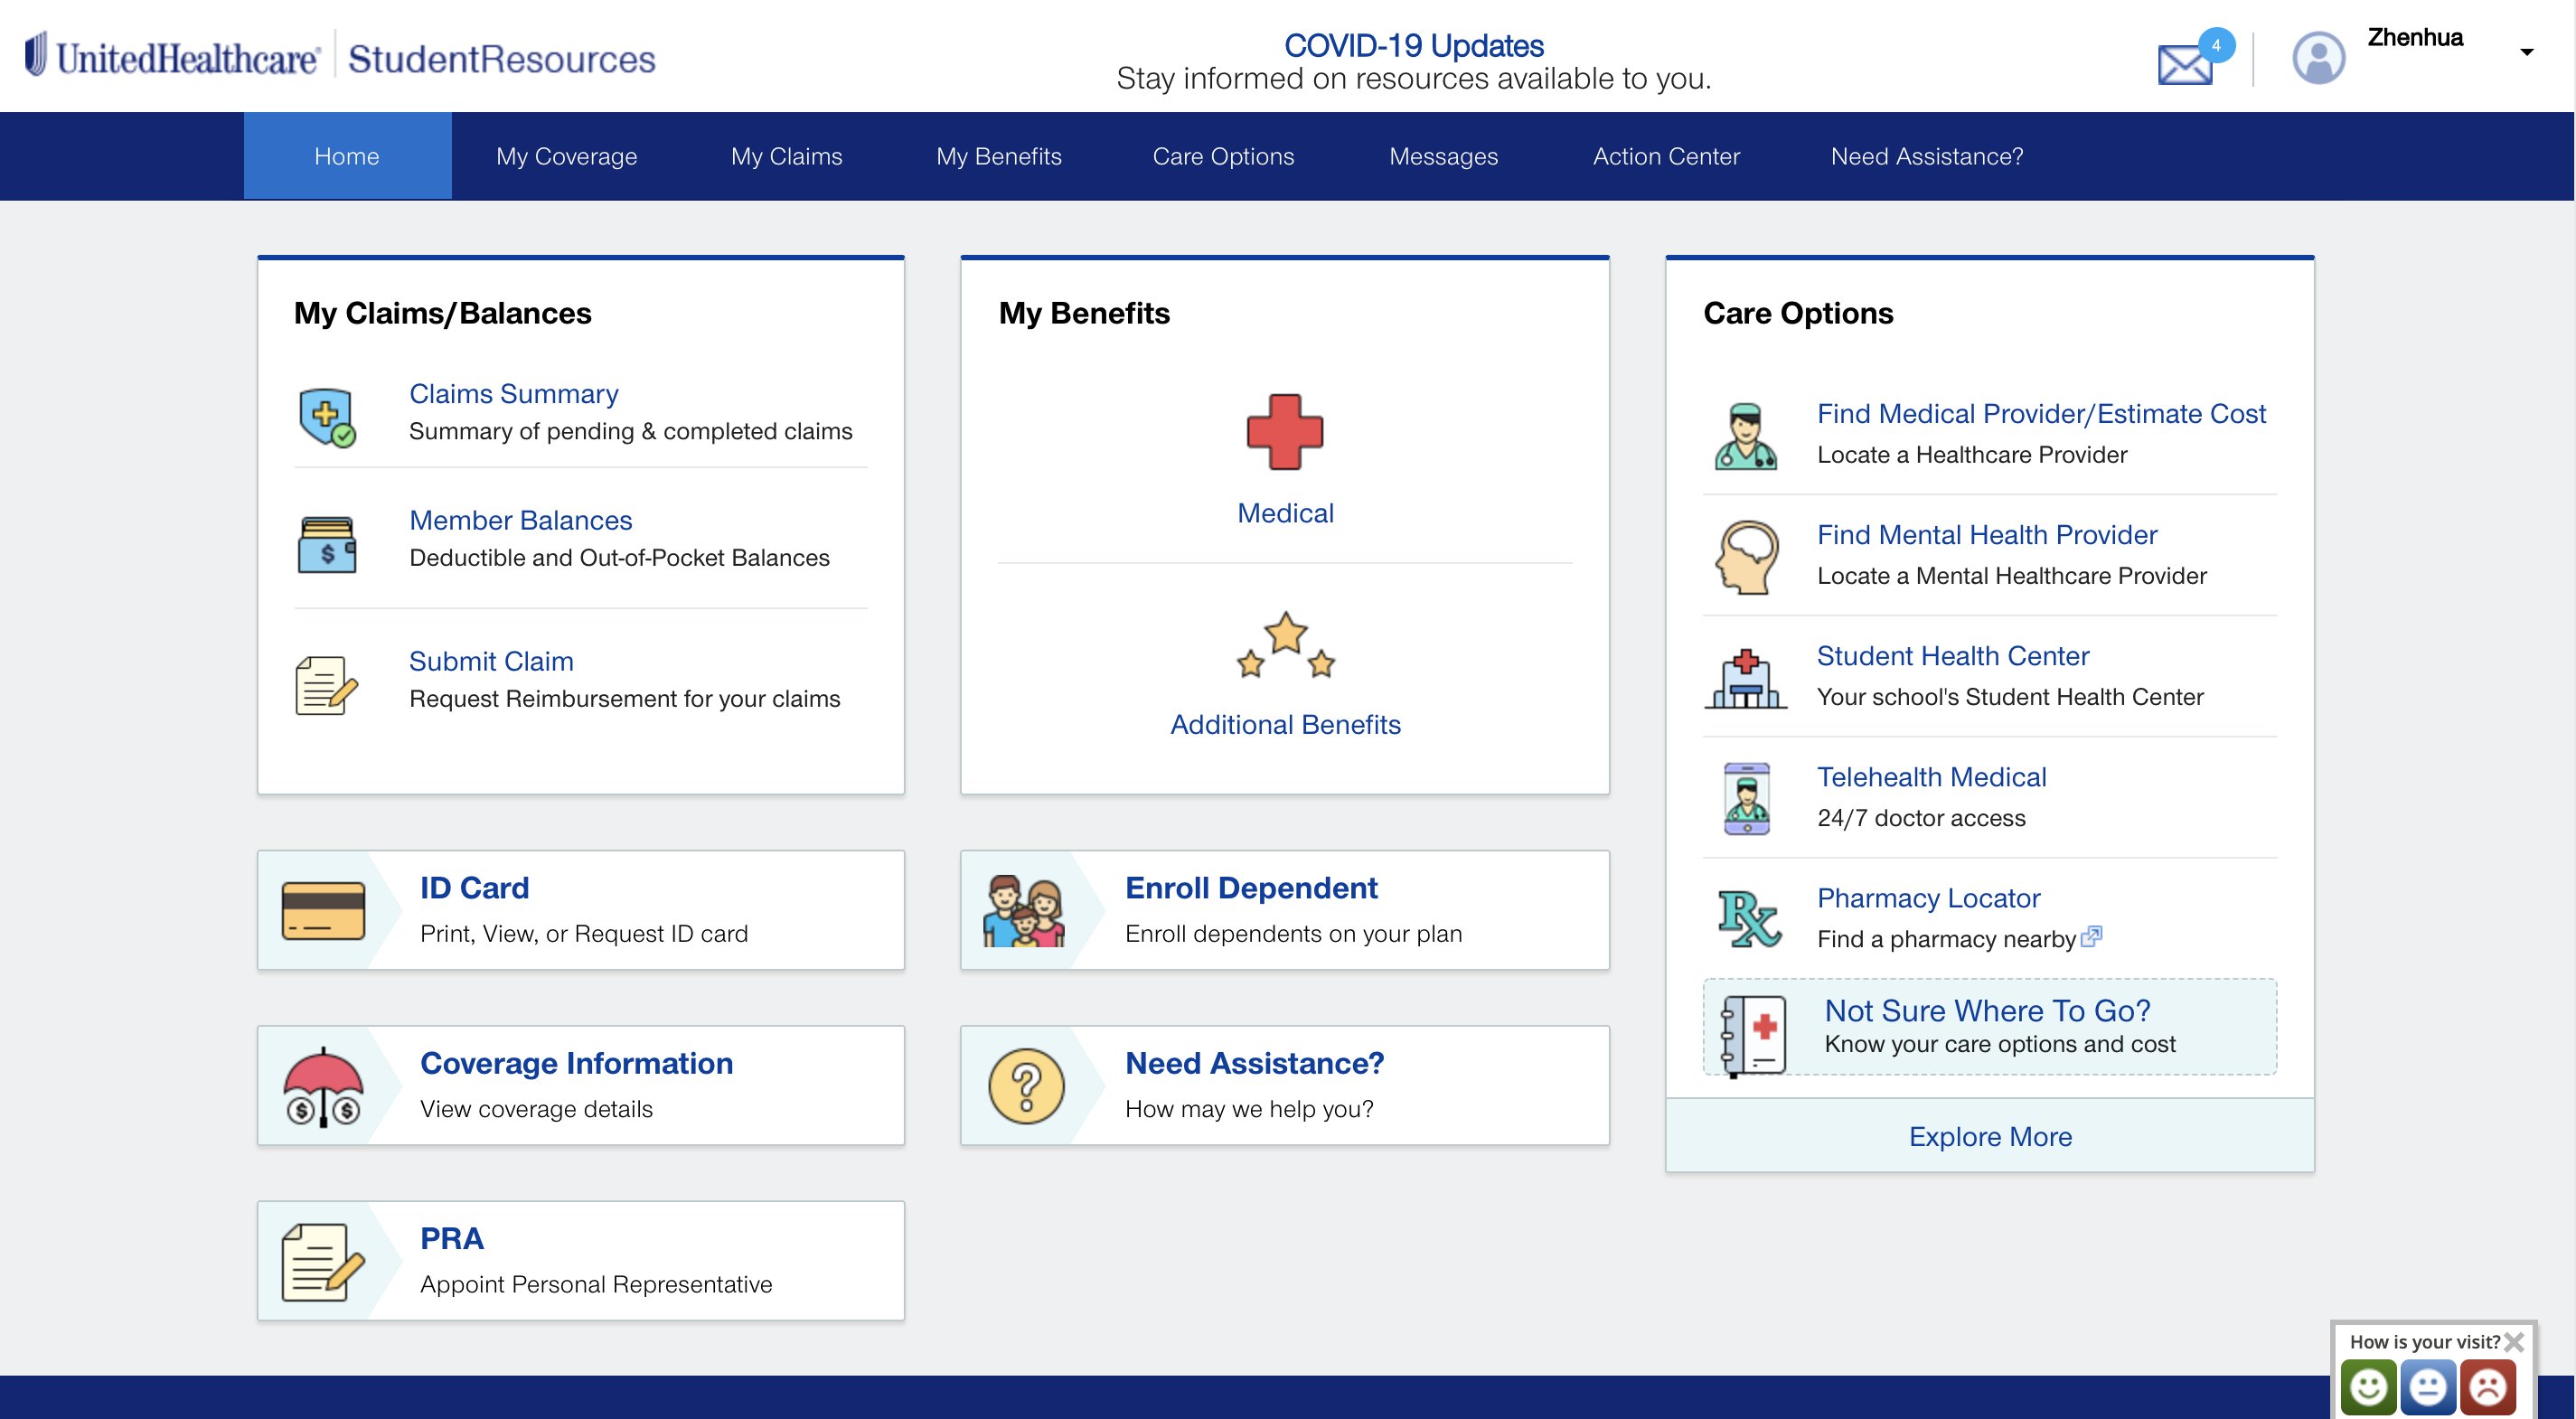 UnitedHealthcare® | StudentResources
COVID-19 Updates
Stay informed on resources available to you.
4
Zhenhua
Home
My Coverage
My Claims
My Benefits
Care Options
Messages
Action Center
Need Assistance?
My Claims/Balances
Claims Summary
Summary of pending & completed claims
Member Balances
Deductible and Out-of-Pocket Balances
Submit Claim
Request Reimbursement for your claims
My Benefits
Medical
Additional Benefits
Care Options
Find Medical Provider/Estimate Cost
Locate a Healthcare Provider
Find Mental Health Provider
Locate a Mental Healthcare Provider
Student Health Center
Your school's Student Health Center
Telehealth Medical
24/7 doctor access
Pharmacy Locator
Find a pharmacy nearby
Not Sure Where To Go?
Know your care options and cost
Explore More
ID Card
Print, View, or Request ID card
Enroll Dependent
Enroll dependents on your plan
Coverage Information
View coverage details
Need Assistance?
How may we help you?
PRA
Appoint Personal Representative
How is your visit?